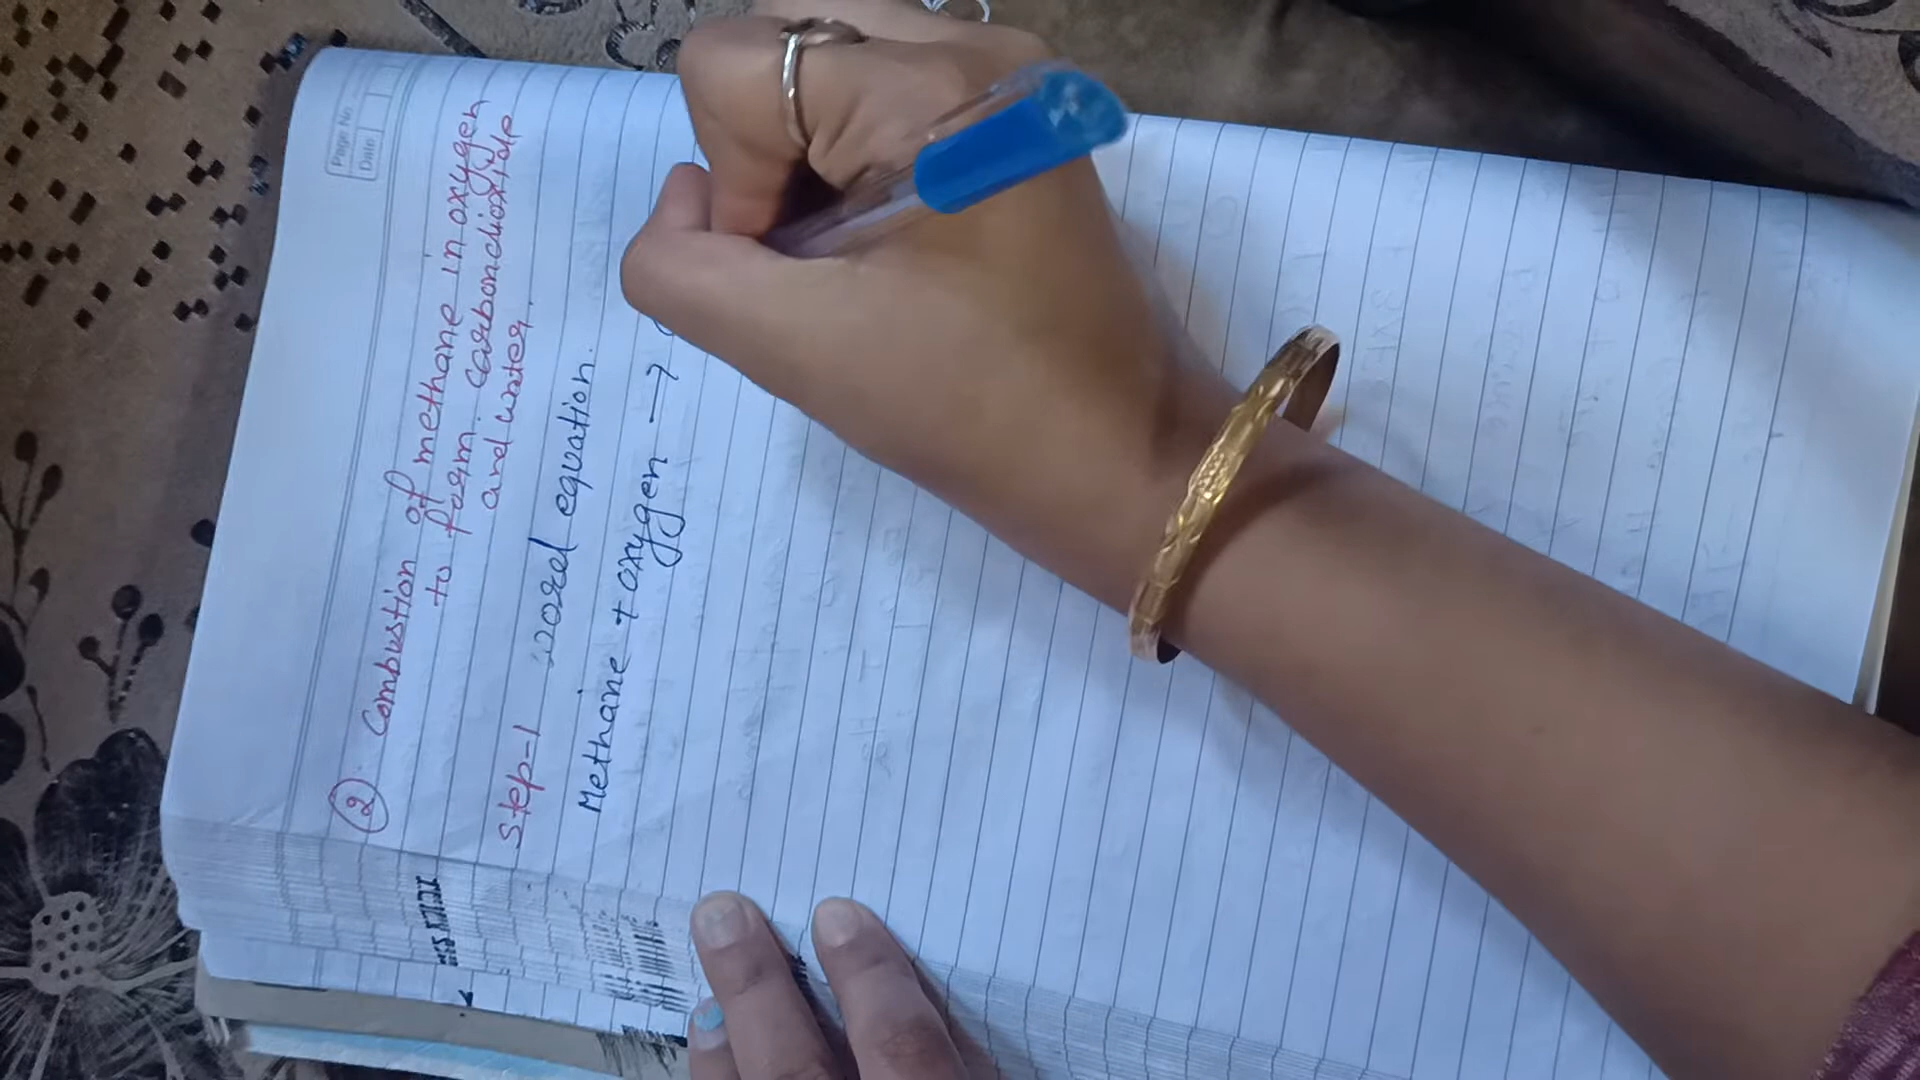 Page No
Date
② Combustion of methane in oxygen
to form carbondioxide
and water.
Step-1 word equation.
Methane + oxygen →